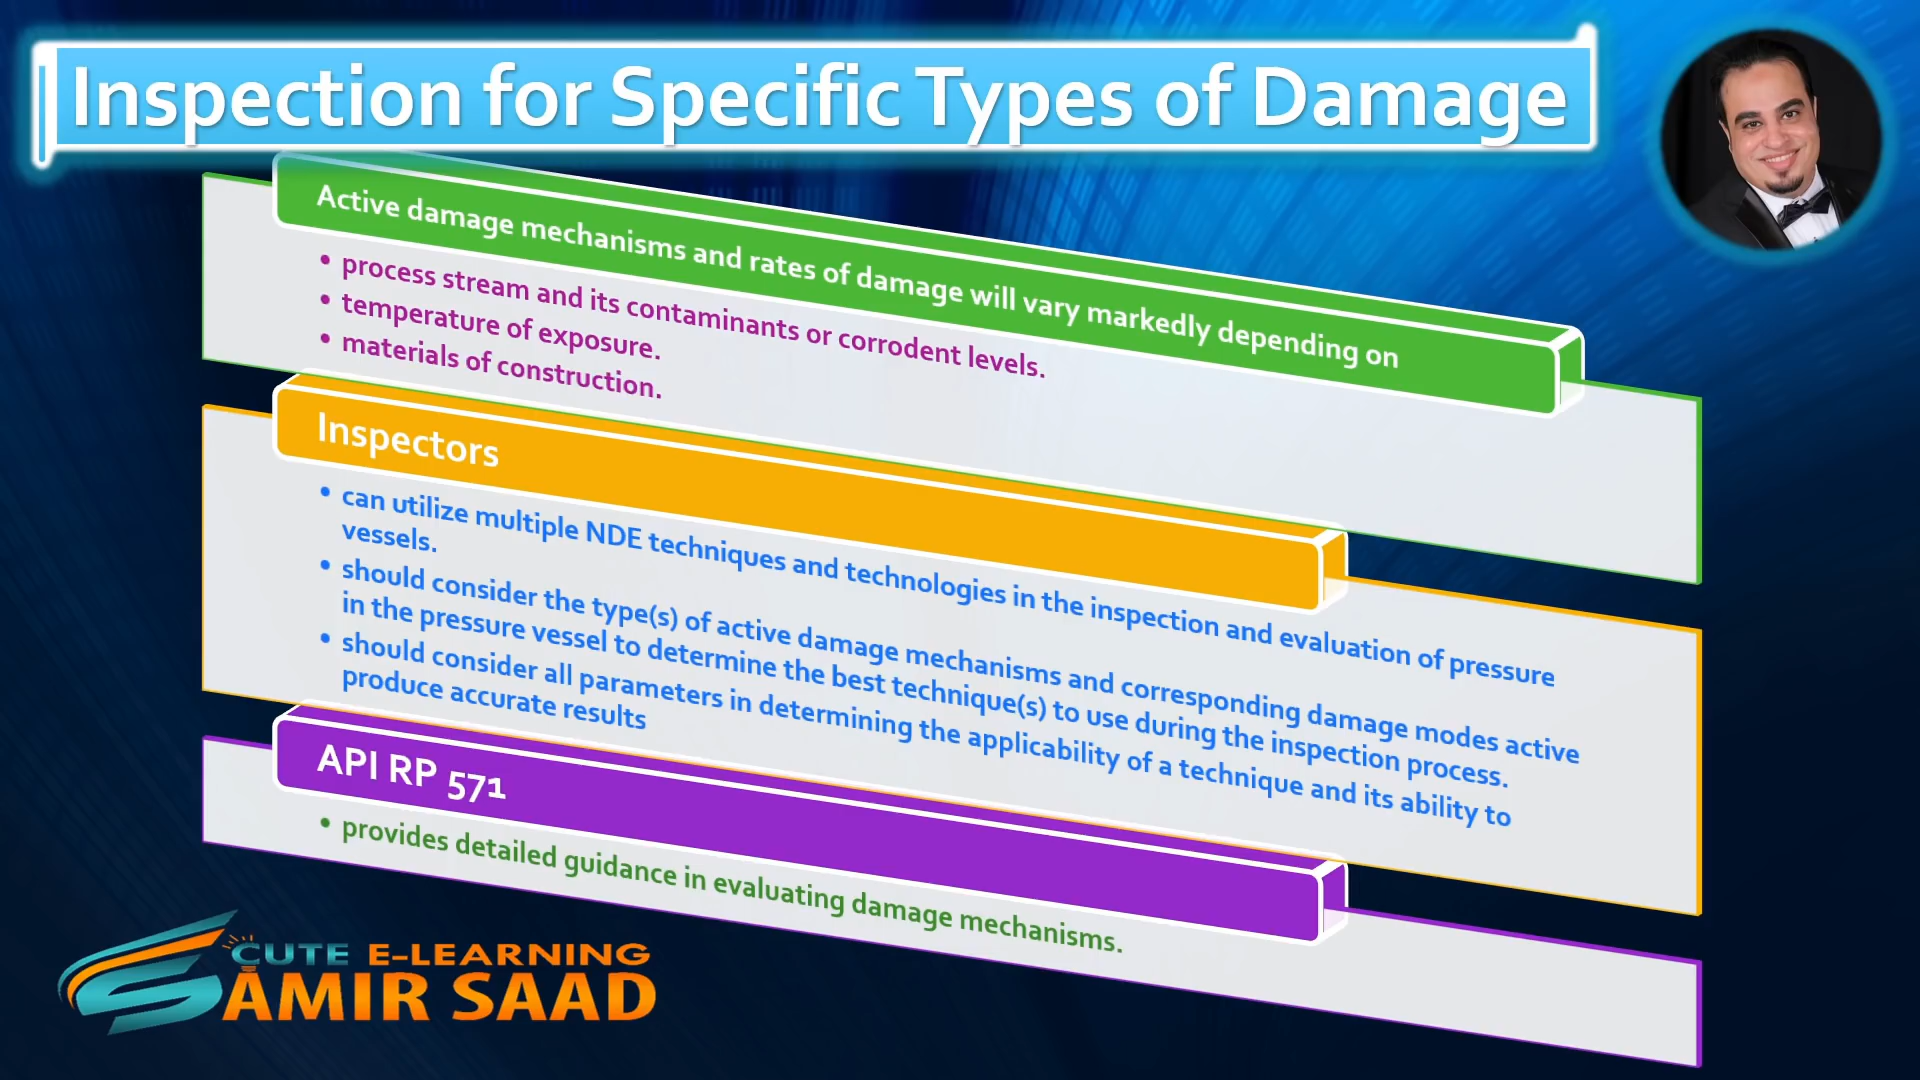 Inspection for Specific Types of Damage
Active damage mechanisms and rates of damage will vary markedly depending on
• process stream and its contaminants or corrodent levels.
• temperature of exposure.
• materials of construction.
Inspectors
• can utilize multiple NDE techniques and technologies in the inspection and evaluation of pressure
vessels.
• should consider the type(s) of active damage mechanisms and corresponding damage modes active
in the pressure vessel to determine the best technique(s) to use during the inspection process.
• should consider all parameters in determining the applicability of a technique and its ability to
produce accurate results
API RP 571
• provides detailed guidance in evaluating damage mechanisms.
CUTE E-LEARNING
AMIR SAAD